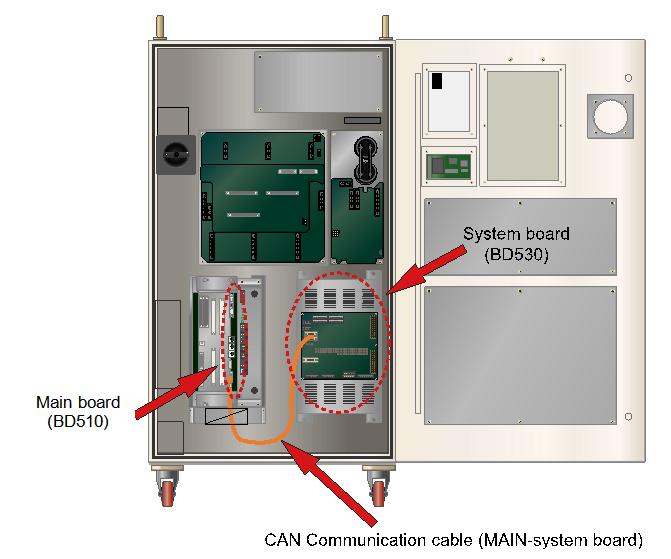 System board
(BD530)
Main board
(BD510)
CAN Communication cable (MAIN-system board)